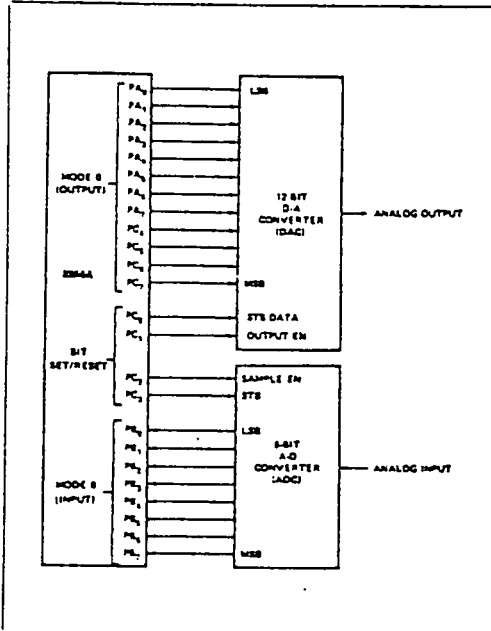 PA0
PA1
PA2
PA3
PA4
PA5
PA6
PA7
PC4
PC5
PC6
PC7
MODE 0
(OUTPUT)
LSB
12-BIT
D-A
CONVERTER
(DAC)
MSB
ANALOG OUTPUT
PC0
PC1
PC2
PC3
BIT
SET/RESET
STB DATA
OUTPUT EN
SAMPLE EN
STB
PB0
PB1
PB2
PB3
PB4
PB5
PB6
PB7
MODE 0
(INPUT)
LSB
8-BIT
A-D
CONVERTER
(ADC)
MSB
ANALOG INPUT